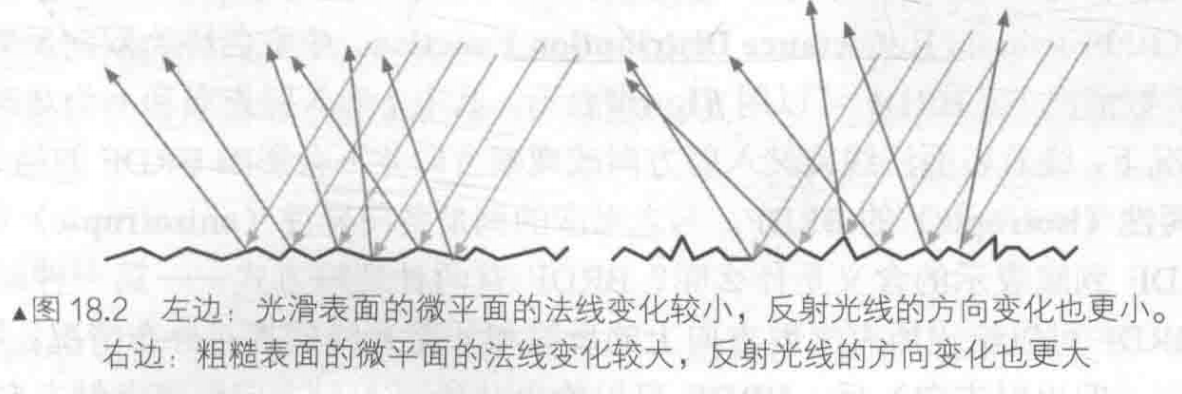 ▲图 18.2 左边：光滑表面的微平面的法线变化较小，反射光线的方向变化也更小。
右边：粗糙表面的微平面的法线变化较大，反射光线的方向变化也更大